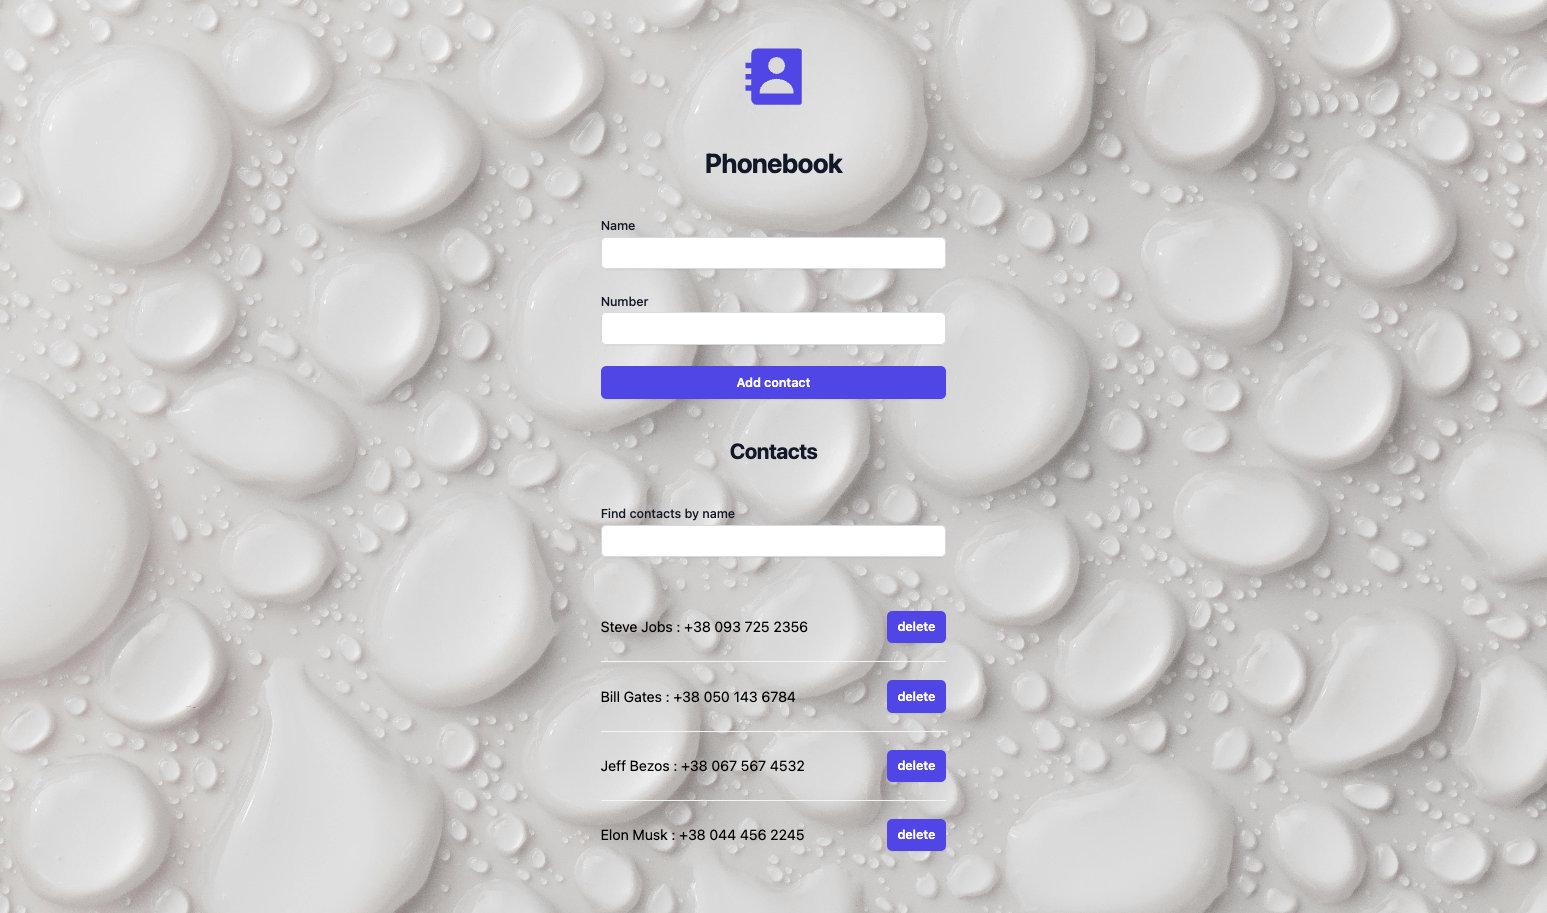 Phonebook
Name
Number
Add contact
Contacts
Find contacts by name
Steve Jobs : +38 093 725 2356 delete
Bill Gates : +38 050 143 6784 delete
Jeff Bezos : +38 067 567 4532 delete
Elon Musk : +38 044 456 2245 delete